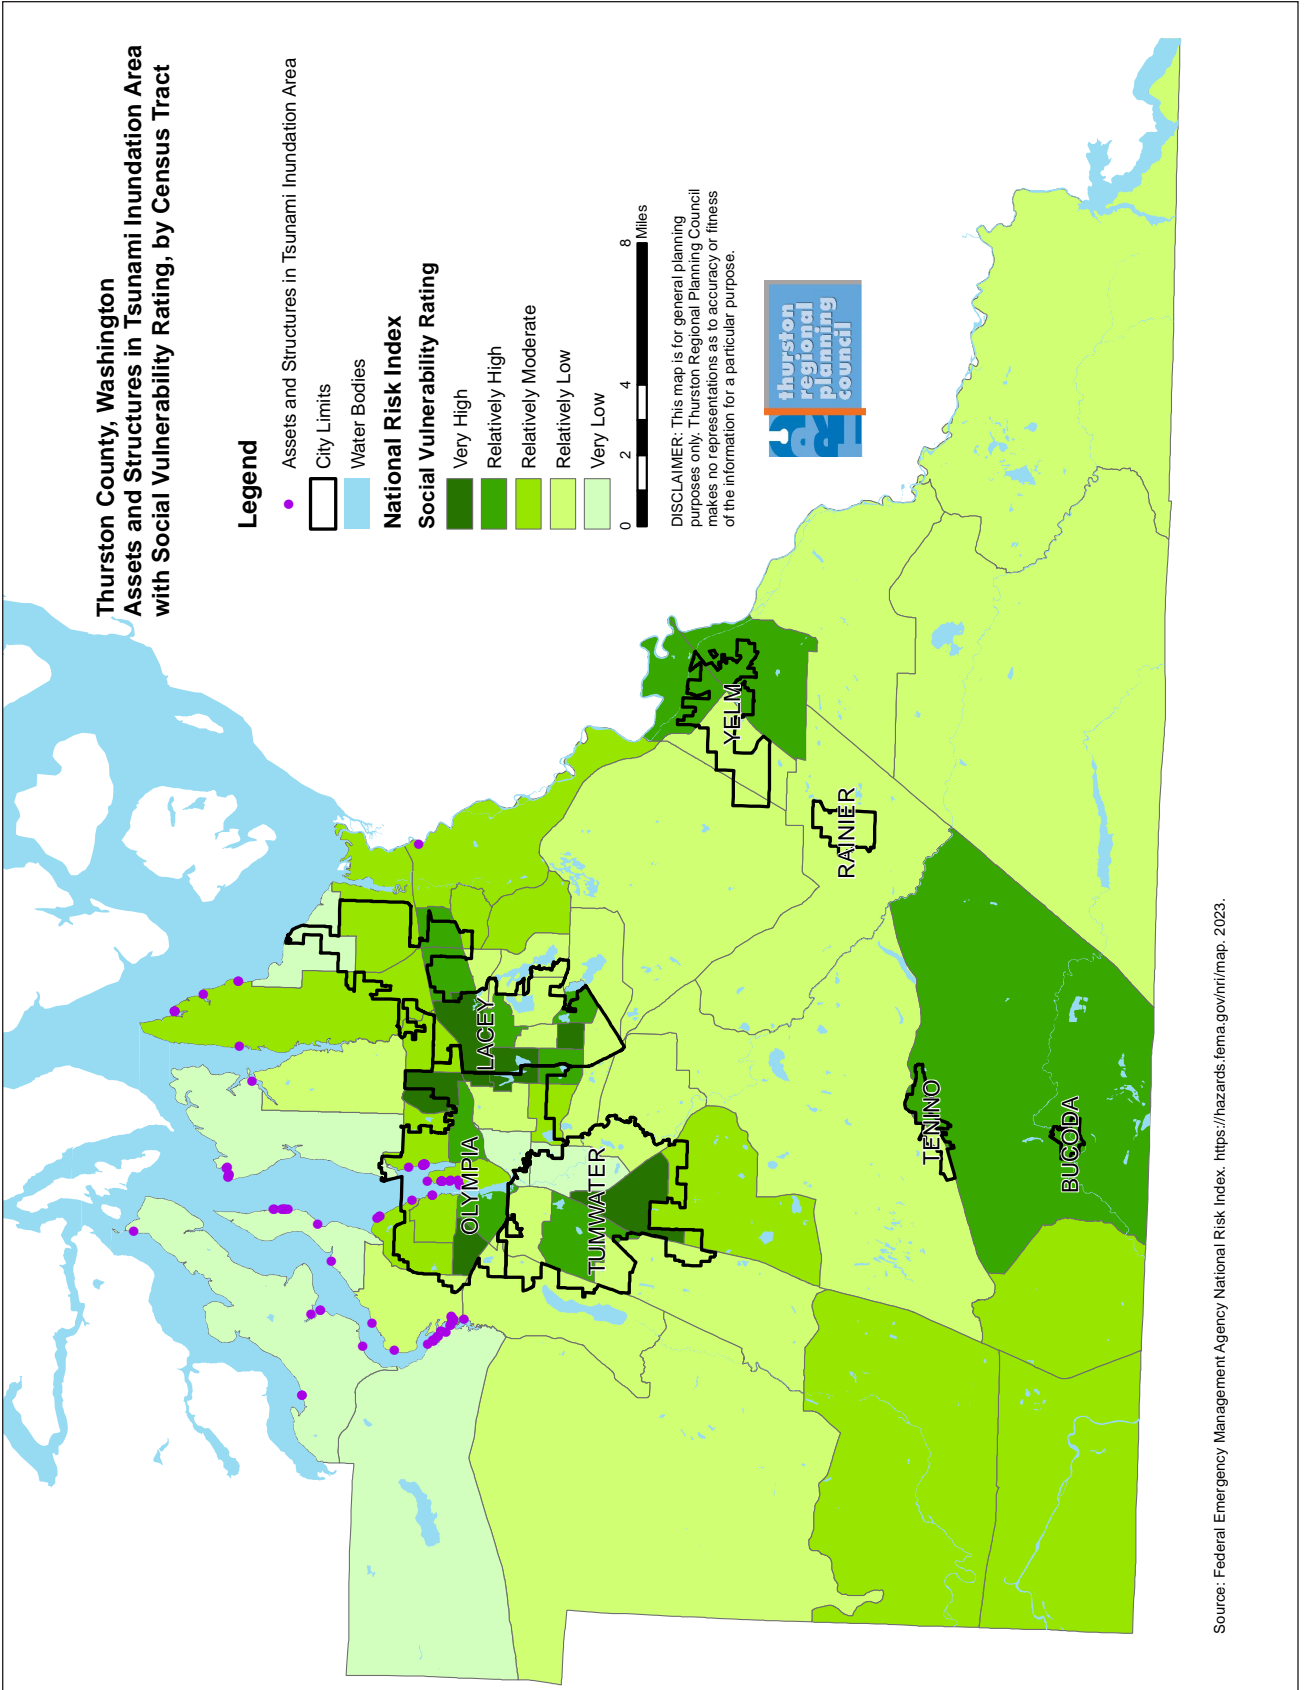 Thurston County, Washington
Assets and Structures in Tsunami Inundation Area
with Social Vulnerability Rating, by Census Tract
Legend
Assets and Structures in Tsunami Inundation Area
City Limits
Water Bodies
National Risk Index
Social Vulnerability Rating
Very High
Relatively High
Relatively Moderate
Relatively Low
Very Low
0 2 4 8
Miles
DISCLAIMER: This map is for general planning
purposes only. Thurston Regional Planning Council
makes no representations as to accuracy or fitness
of the information for a particular purpose.
TRPC
thurston
regional
planning
council
OLYMPIA
LACEY
TUMWATER
YELM
RAINIER
TENINO
BUCODA
Source: Federal Emergency Management Agency National Risk Index. https://hazards.fema.gov/nri/map. 2023.